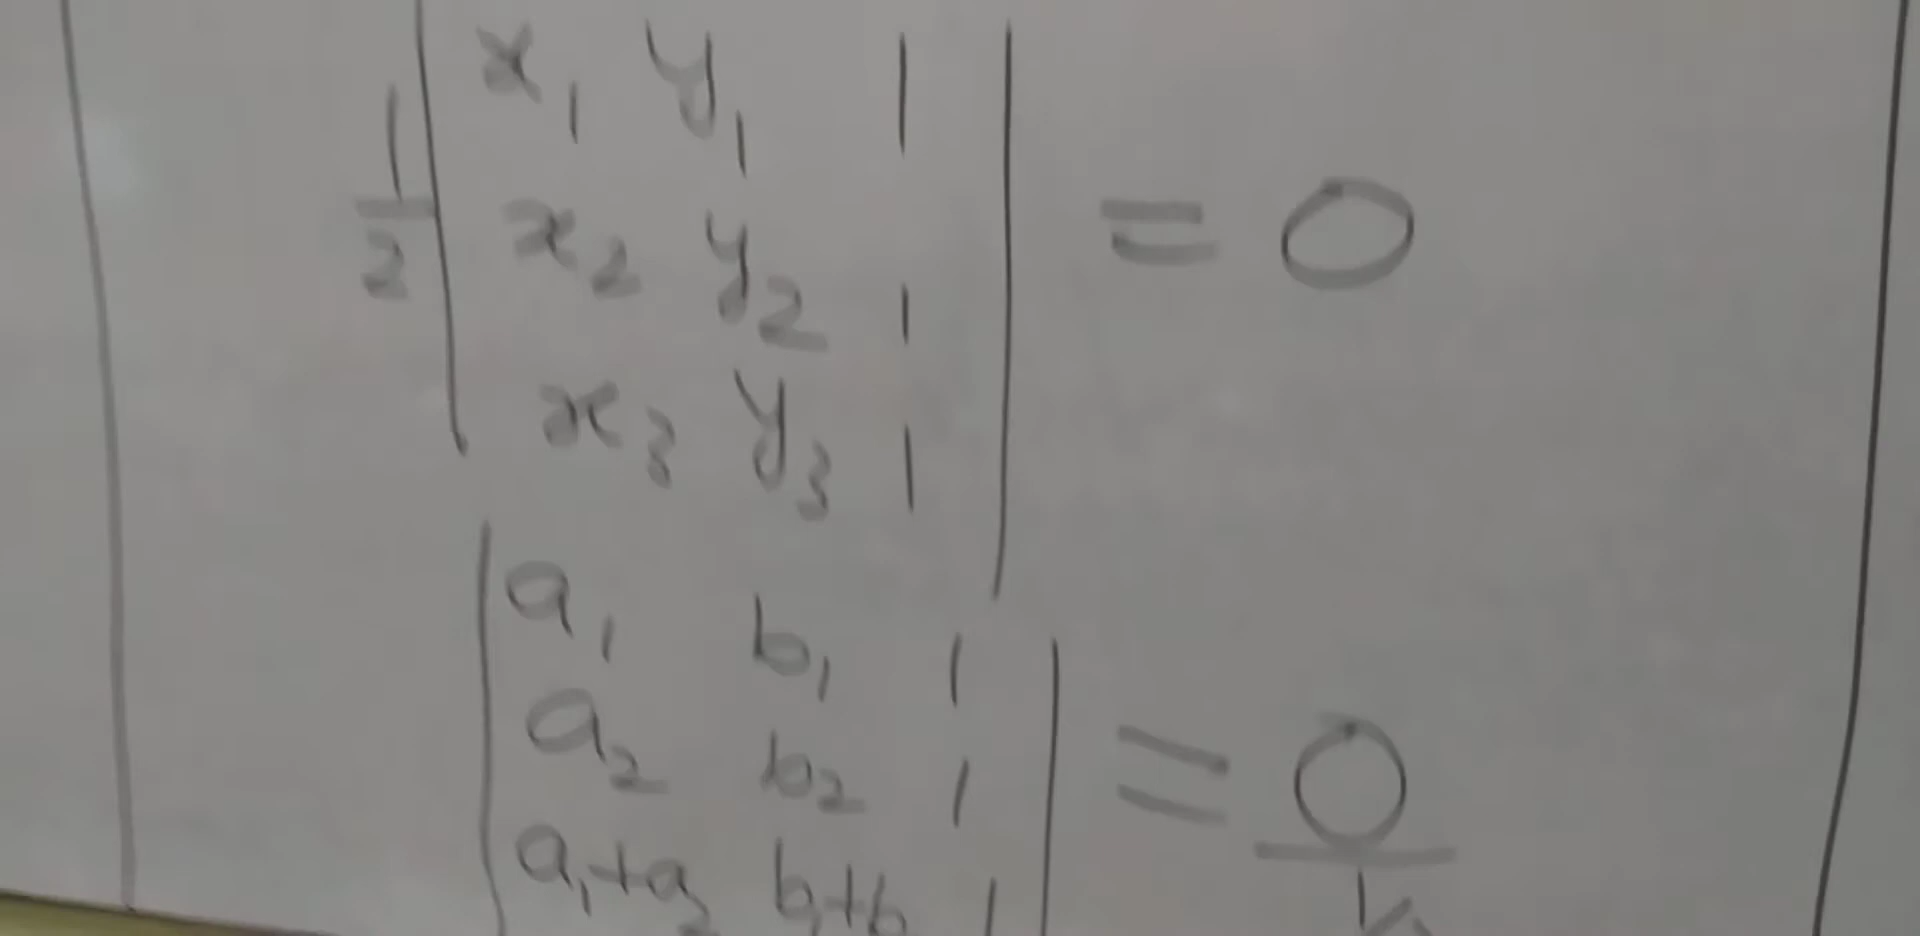 x₁ y₁ 1
1/2 x₂ y₂ 1 = 0
x₃ y₃ 1
a₁ b₁ 1
a₂ b₂ 1 = 0
a₁+a₂ b₁+b 1